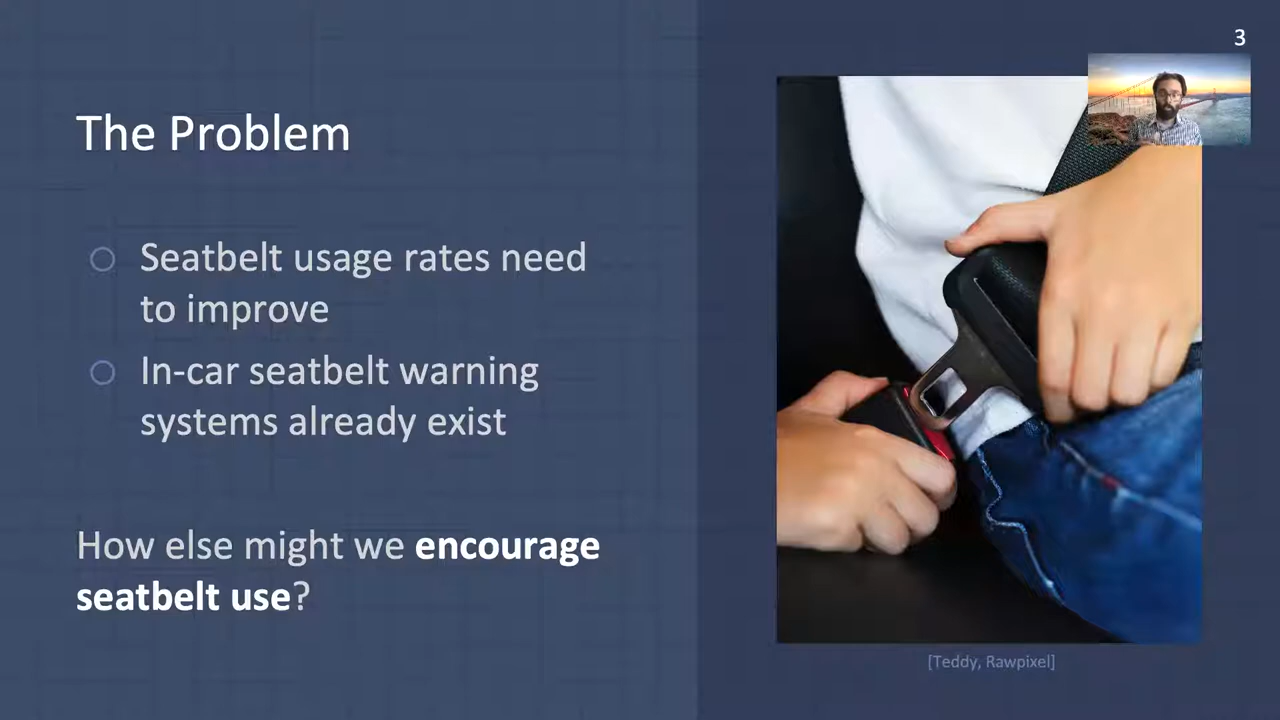 3
The Problem
Seatbelt usage rates need
to improve
In-car seatbelt warning
systems already exist
How else might we encourage
seatbelt use?
[Teddy, Rawpixel]